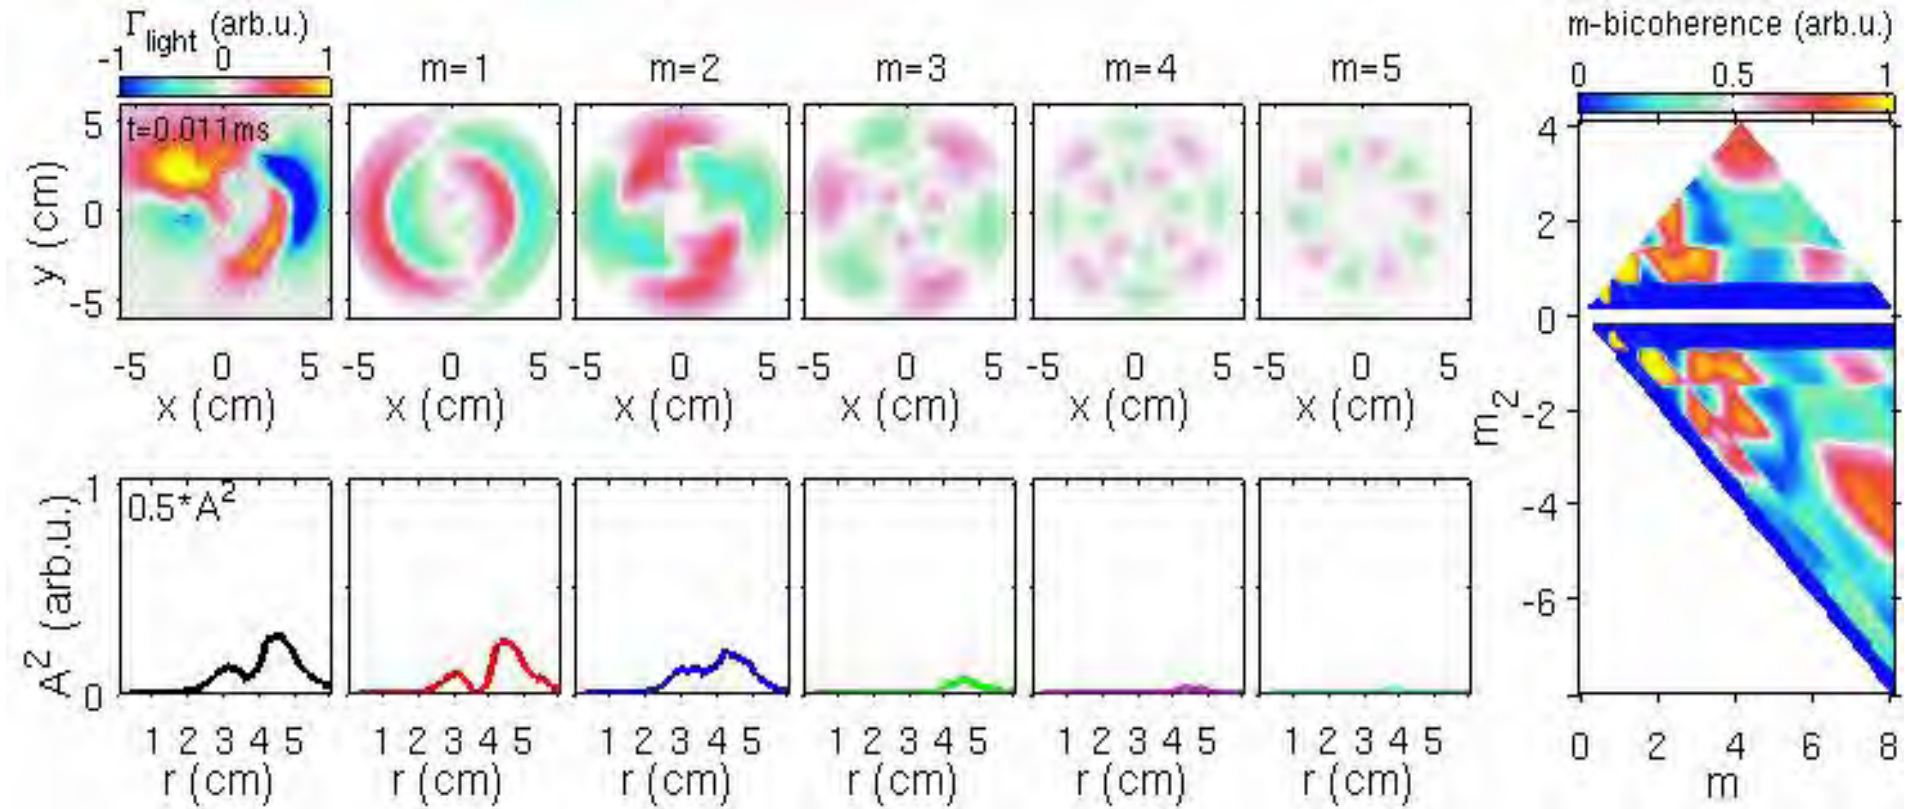 Γlight (arb.u.)
-1 0 1
m=1 m=2 m=3 m=4 m=5
m-bicoherence (arb.u.)
0 0.5 1
t=0.011ms
y (cm)
5
0
-5
-5 0 5 -5 0 5 -5 0 5 -5 0 5 -5 0 5 -5 0 5
x (cm) x (cm) x (cm) x (cm) x (cm) x (cm)
0.5*A²
A² (arb.u.)
1
0
1 2 3 4 5 1 2 3 4 5 1 2 3 4 5 1 2 3 4 5 1 2 3 4 5 1 2 3 4 5
r (cm) r (cm) r (cm) r (cm) r (cm) r (cm)
m₂
4
2
0
0
-2
-4
-6
0 2 4 6 8
m